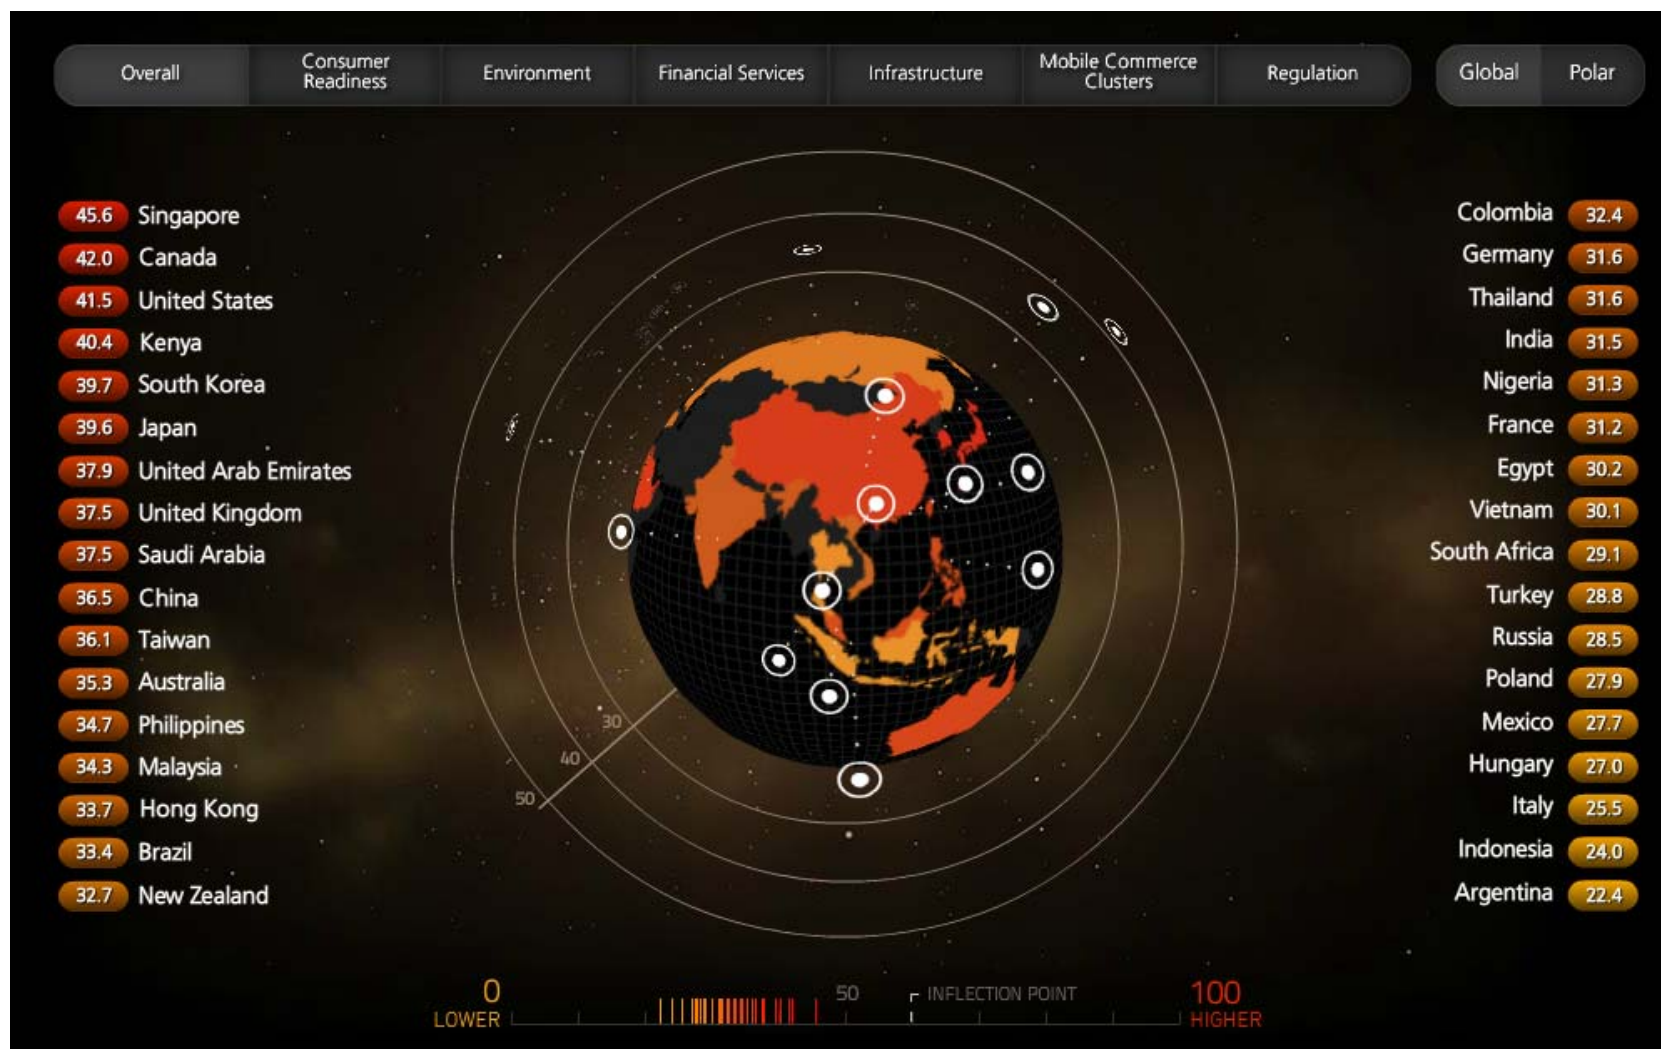 Overall
Consumer
Readiness
Environment
Financial Services
Infrastructure
Mobile Commerce
Clusters
Regulation
Global
Polar
45.6 Singapore
42.0 Canada
41.5 United States
40.4 Kenya
39.7 South Korea
39.6 Japan
37.9 United Arab Emirates
37.5 United Kingdom
37.5 Saudi Arabia
36.5 China
36.1 Taiwan
35.3 Australia
34.7 Philippines
34.3 Malaysia
33.7 Hong Kong
33.4 Brazil
32.7 New Zealand
30
40
50
Colombia 32.4
Germany 31.6
Thailand 31.6
India 31.5
Nigeria 31.3
France 31.2
Egypt 30.2
Vietnam 30.1
South Africa 29.1
Turkey 28.8
Russia 28.5
Poland 27.9
Mexico 27.7
Hungary 27.0
Italy 25.5
Indonesia 24.0
Argentina 22.4
0
LOWER
50
INFLECTION POINT
100
HIGHER